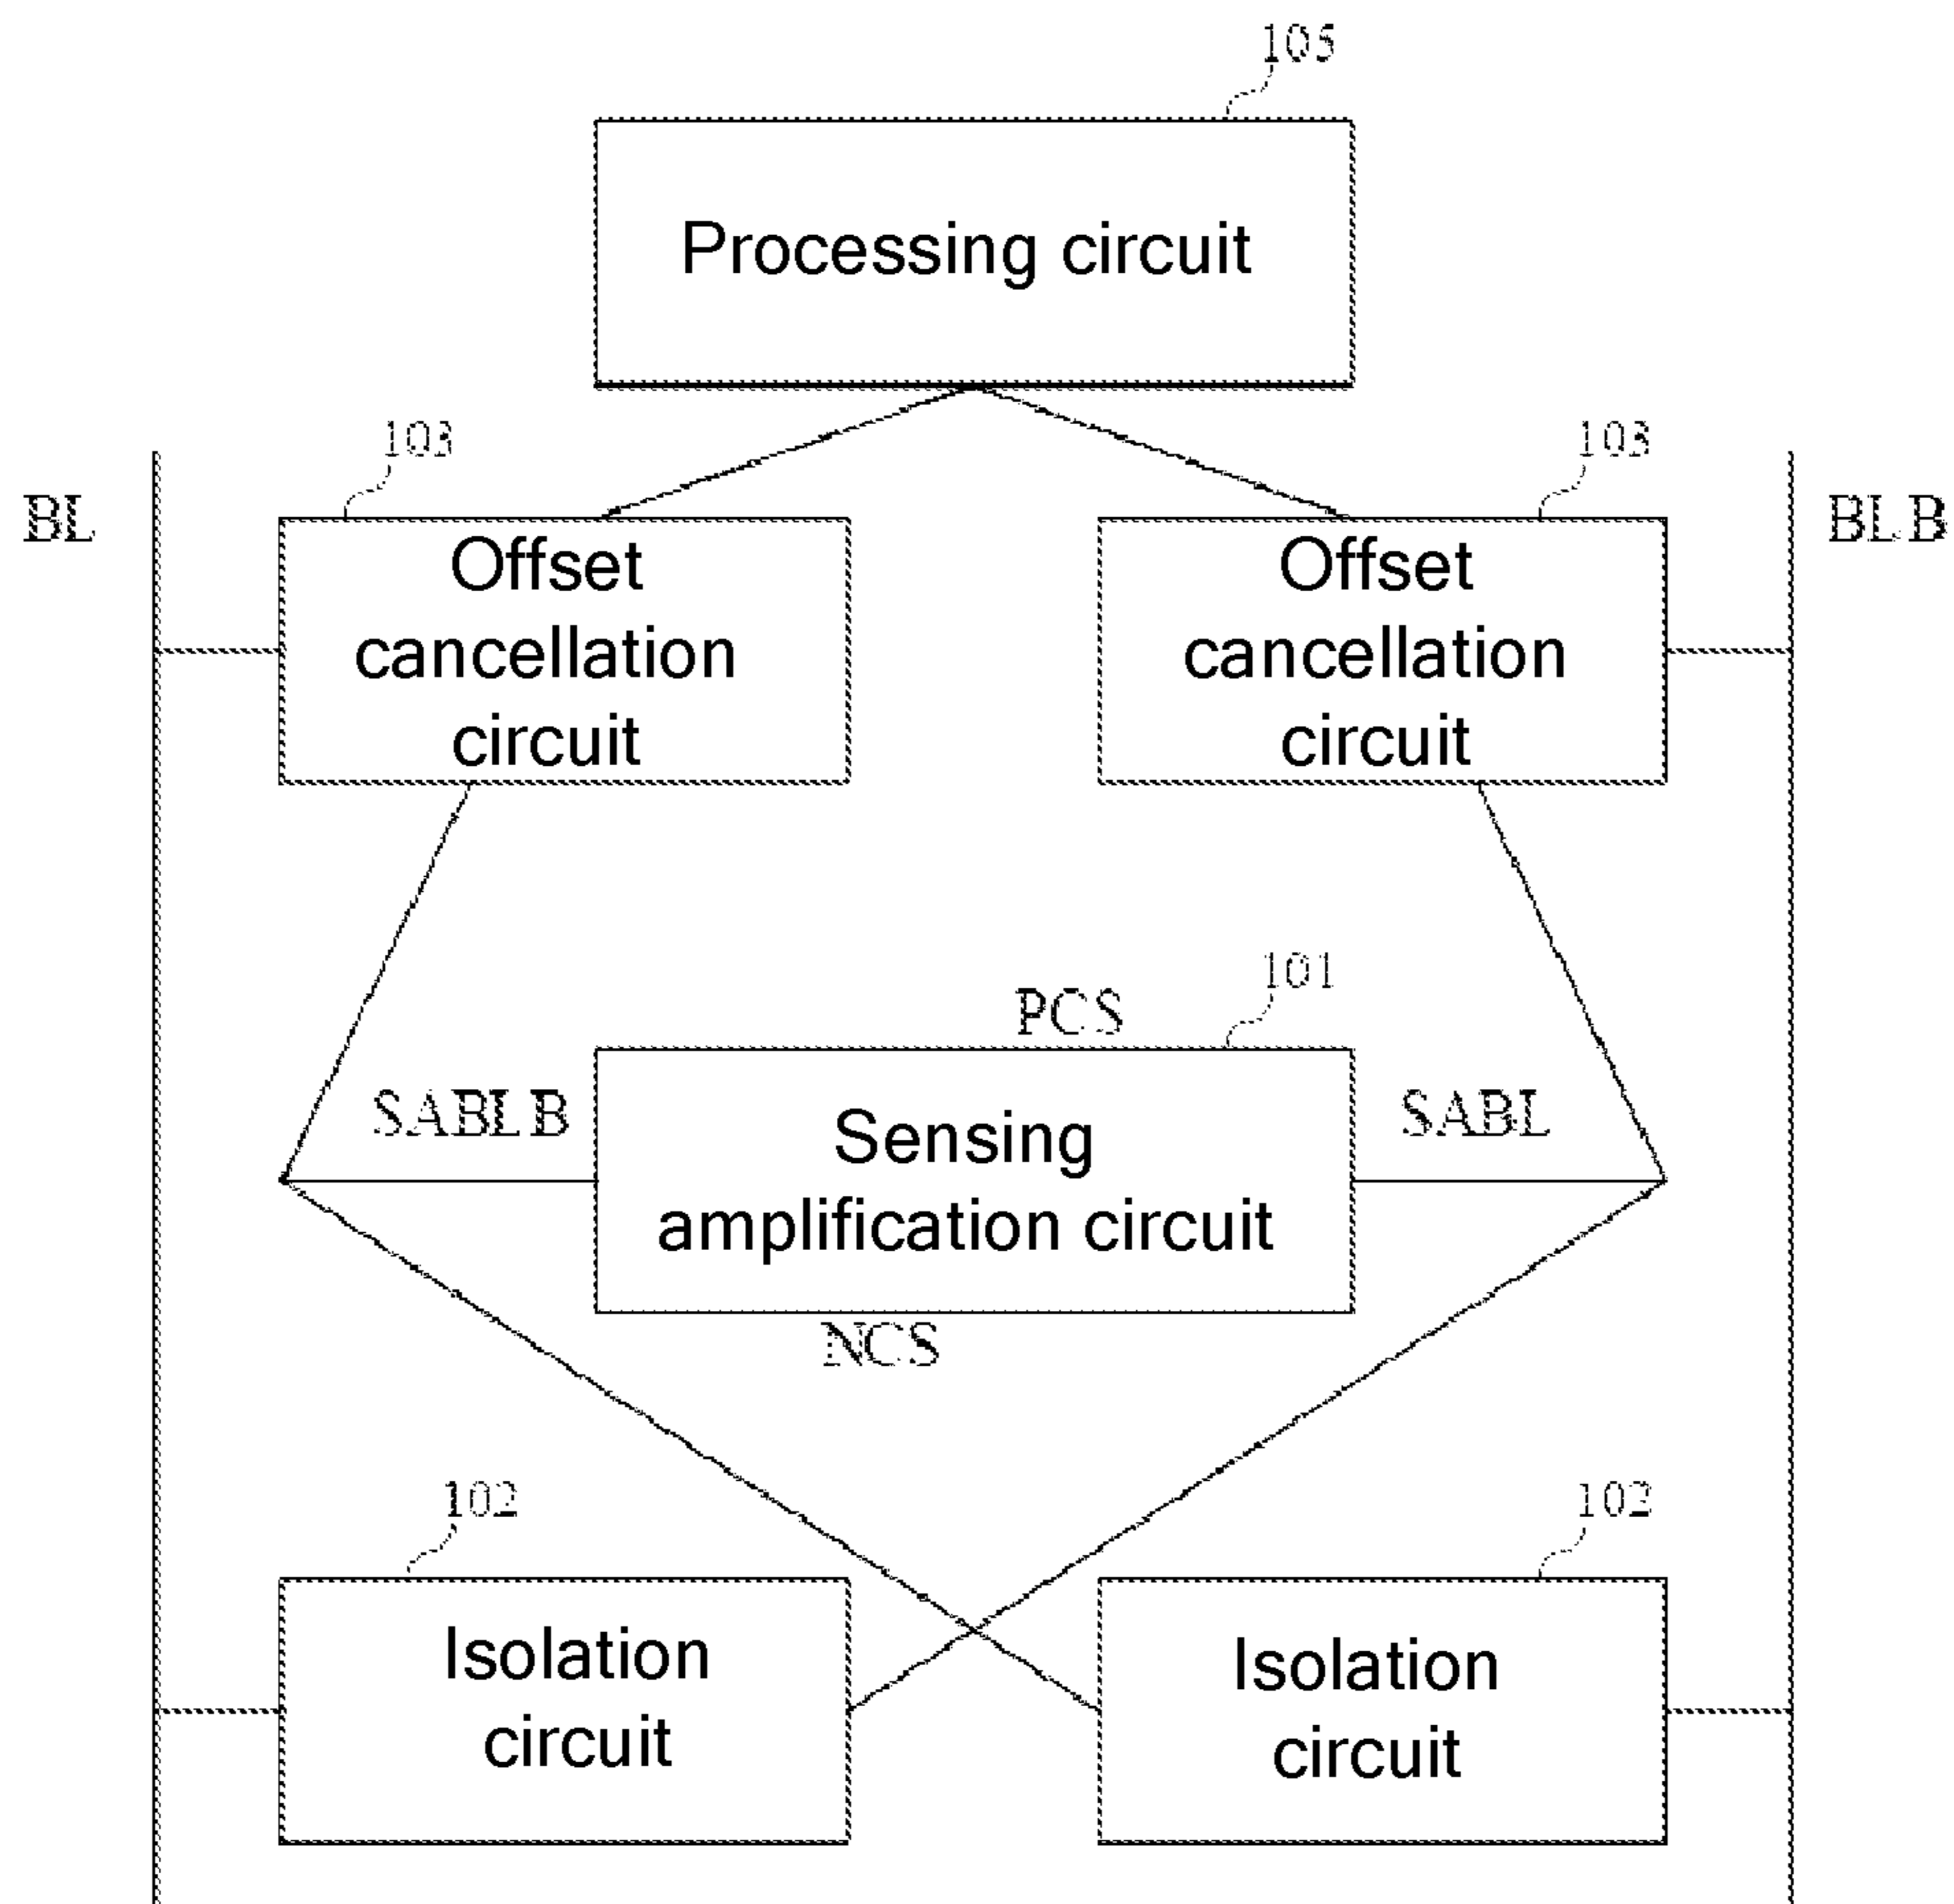 105
Processing circuit
103
103
BL
BLB
Offset
cancellation
circuit
Offset
cancellation
circuit
101
PCS
SABLB
SABL
Sensing
amplification circuit
NCS
102
102
Isolation
circuit
Isolation
circuit